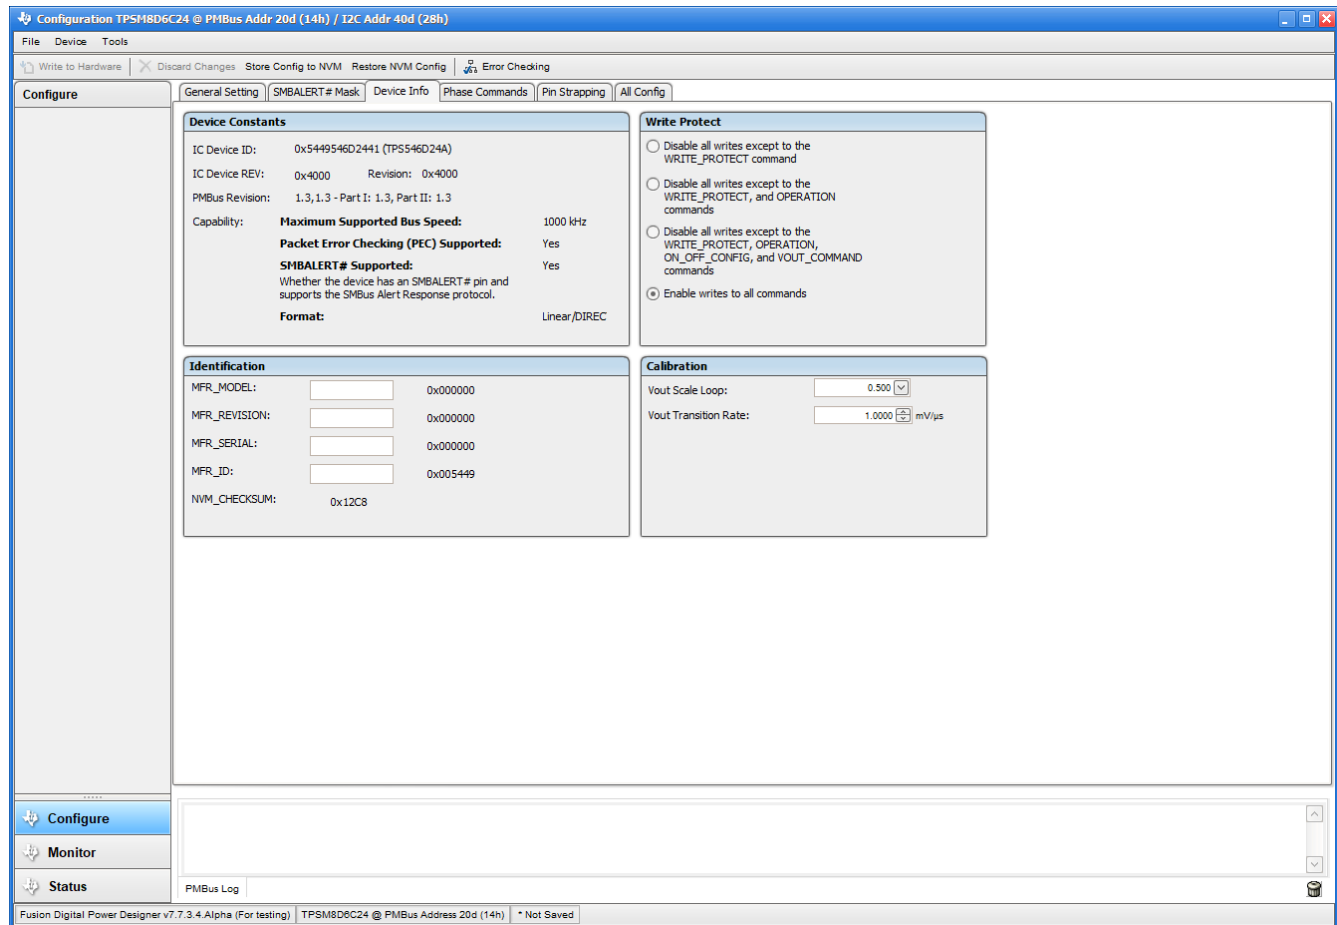 Configuration TPSM8D6C24 @ PMBus Addr 20d (14h) / I2C Addr 40d (28h)
File Device Tools
Write to Hardware Discard Changes Store Config to NVM Restore NVM Config Error Checking
Configure
General Setting SMBALERT# Mask Device Info Phase Commands Pin Strapping All Config
Device Constants
IC Device ID: 0x5449546D2441 (TPS546D24A)
IC Device REV: 0x4000 Revision: 0x4000
PMBus Revision: 1.3,1.3 - Part I: 1.3, Part II: 1.3
Capability: Maximum Supported Bus Speed: 1000 kHz
Packet Error Checking (PEC) Supported: Yes
SMBALERT# Supported: Yes
Whether the device has an SMBALERT# pin and
supports the SMBus Alert Response protocol.
Format: Linear/DIREC
Write Protect
Disable all writes except to the
WRITE_PROTECT command
Disable all writes except to the
WRITE_PROTECT, and OPERATION
commands
Disable all writes except to the
WRITE_PROTECT, OPERATION,
ON_OFF_CONFIG, and VOUT_COMMAND
commands
Enable writes to all commands
Identification
MFR_MODEL: 0x000000
MFR_REVISION: 0x000000
MFR_SERIAL: 0x000000
MFR_ID: 0x005449
NVM_CHECKSUM: 0x12C8
Calibration
Vout Scale Loop: 0.500
Vout Transition Rate: 1.0000 mV/µs
Configure
Monitor
Status
PMBus Log
Fusion Digital Power Designer v7.7.3.4.Alpha (For testing) TPSM8D6C24 @ PMBus Address 20d (14h) * Not Saved